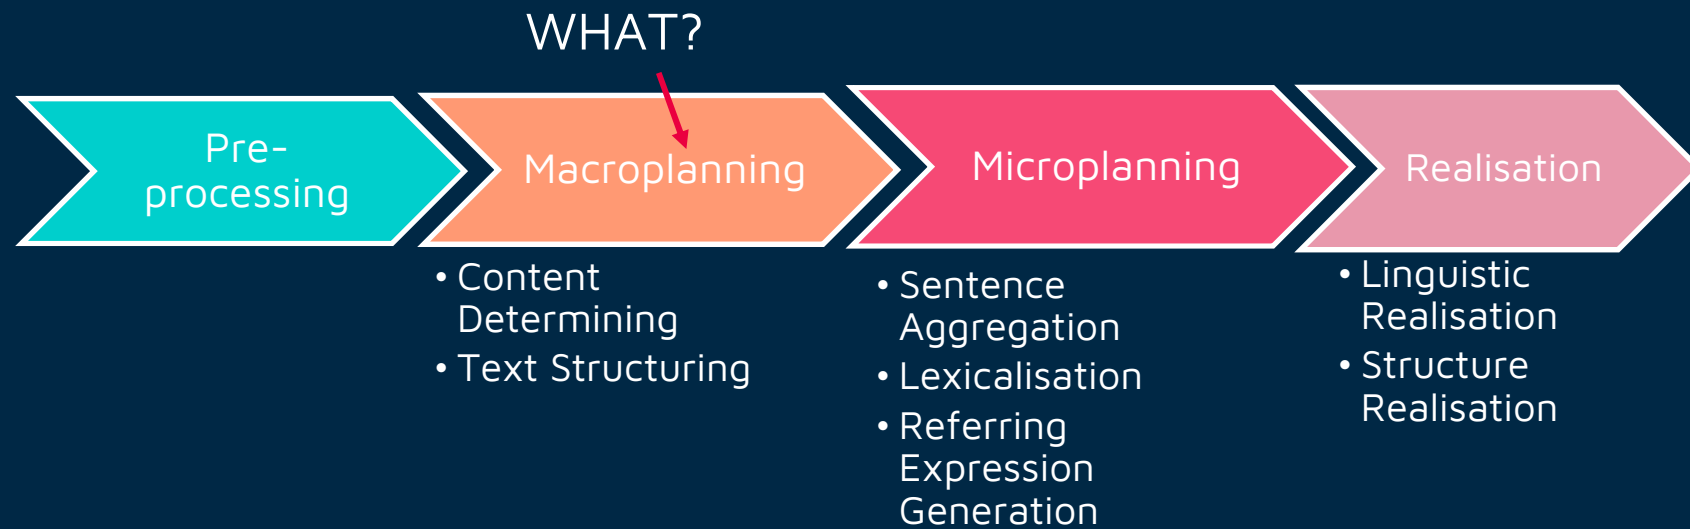 WHAT?
Pre-
processing
Macroplanning
Microplanning
Realisation
• Content
Determining
• Text Structuring
• Sentence
Aggregation
• Lexicalisation
• Referring
Expression
Generation
• Linguistic
Realisation
• Structure
Realisation